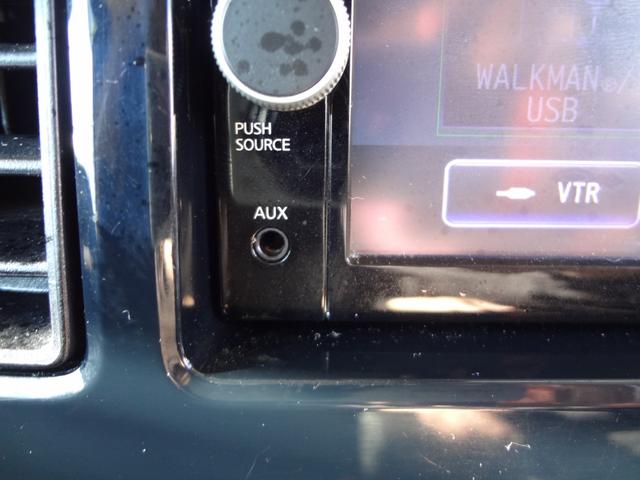 WALKMAN®/
USB
PUSH
SOURCE
VTR
AUX